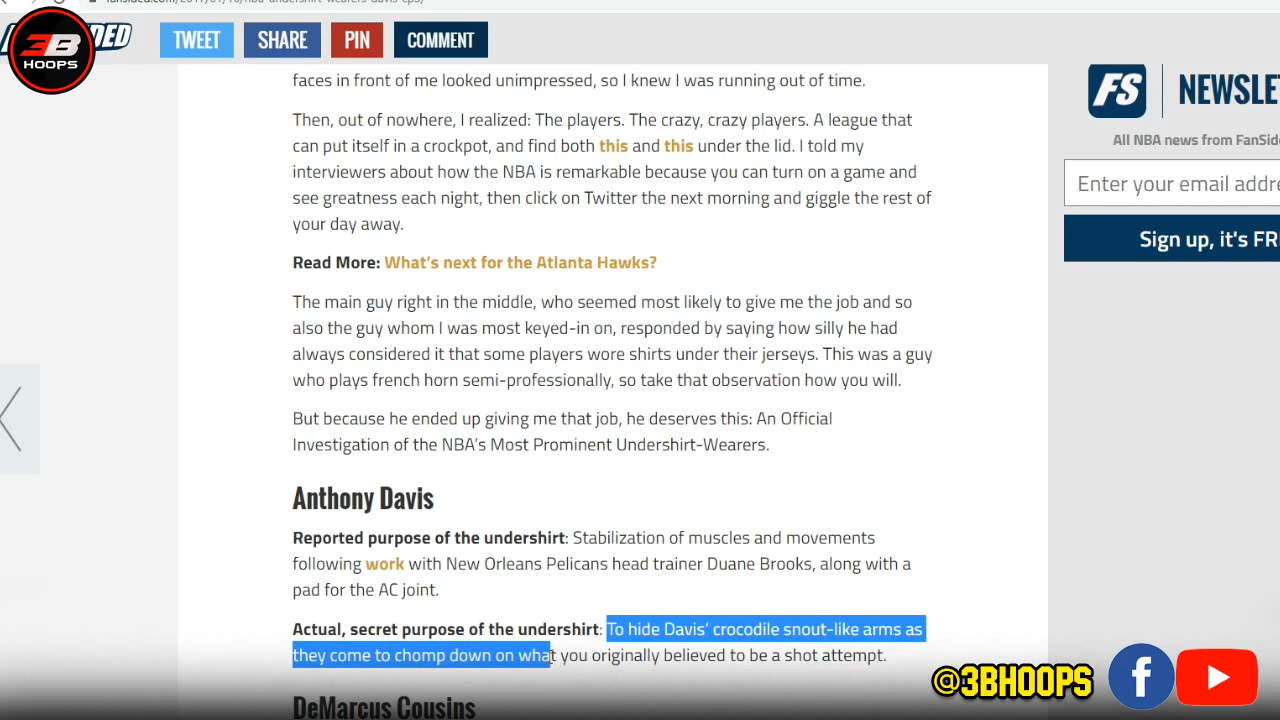 fansided.com/2017/01/10/nba-undershirt-wearers-davis-cp3/
3B
HOOPS
DED
TWEET
SHARE
PIN
COMMENT
faces in front of me looked unimpressed, so I knew I was running out of time.
Then, out of nowhere, I realized: The players. The crazy, crazy players. A league that
can put itself in a crockpot, and find both this and this under the lid. I told my
interviewers about how the NBA is remarkable because you can turn on a game and
see greatness each night, then click on Twitter the next morning and giggle the rest of
your day away.
Read More: What's next for the Atlanta Hawks?
The main guy right in the middle, who seemed most likely to give me the job and so
also the guy whom I was most keyed-in on, responded by saying how silly he had
always considered it that some players wore shirts under their jerseys. This was a guy
who plays french horn semi-professionally, so take that observation how you will.
But because he ended up giving me that job, he deserves this: An Official
Investigation of the NBA's Most Prominent Undershirt-Wearers.
Anthony Davis
Reported purpose of the undershirt: Stabilization of muscles and movements
following work with New Orleans Pelicans head trainer Duane Brooks, along with a
pad for the AC joint.
Actual, secret purpose of the undershirt: To hide Davis' crocodile snout-like arms as
they come to chomp down on what you originally believed to be a shot attempt.
DeMarcus Cousins
FS
NEWSLE
All NBA news from FanSide
Enter your email addre
Sign up, it's FR
@3BHOOPS
f